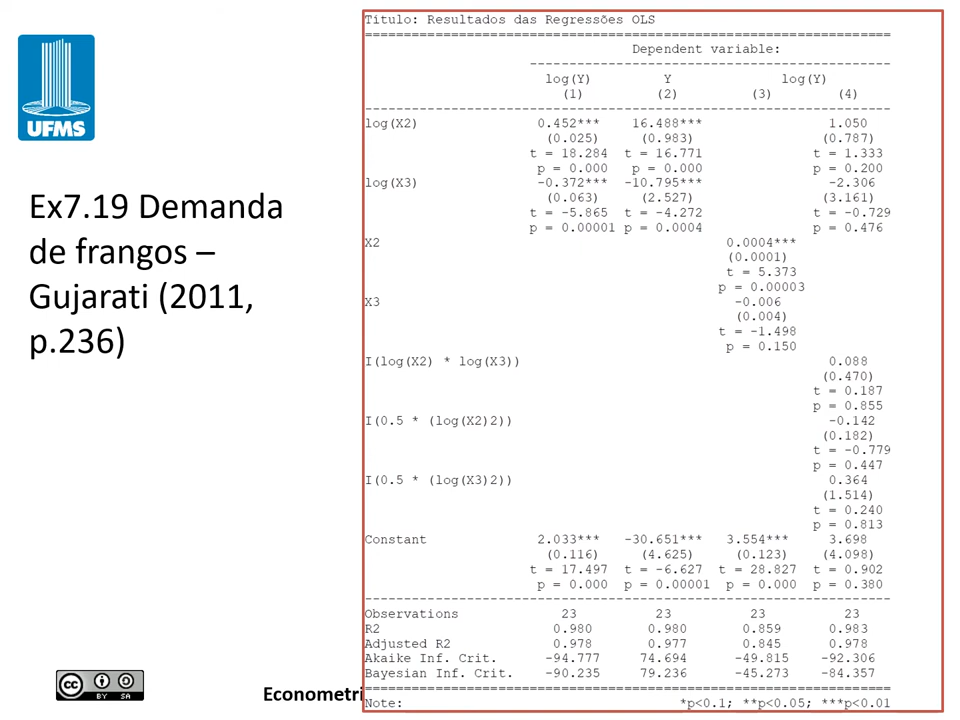 UFMS
Ex7.19 Demanda
de frangos –
Gujarati (2011,
p.236)
Titulo: Resultados das Regressões OLS
====================================================================
Dependent variable:
-----------------------------------------------
log(Y) Y log(Y)
(1) (2) (3) (4)
--------------------------------------------------------------------
log(X2) 0.452*** 16.488*** 1.050
(0.025) (0.983) (0.787)
t = 18.284 t = 16.771 t = 1.333
p = 0.000 p = 0.000 p = 0.200
log(X3) -0.372*** -10.795*** -2.306
(0.063) (2.527) (3.161)
t = -5.865 t = -4.272 t = -0.729
p = 0.00001 p = 0.0004 p = 0.476
X2 0.0004***
(0.0001)
t = 5.373
p = 0.00003
X3 -0.006
(0.004)
t = -1.498
p = 0.150
I(log(X2) * log(X3)) 0.088
(0.470)
t = 0.187
p = 0.855
I(0.5 * (log(X2)2)) -0.142
(0.182)
t = -0.779
p = 0.447
I(0.5 * (log(X3)2)) 0.364
(1.514)
t = 0.240
p = 0.813
Constant 2.033*** -30.651*** 3.554*** 3.698
(0.116) (4.625) (0.123) (4.098)
t = 17.497 t = -6.627 t = 28.827 t = 0.902
p = 0.000 p = 0.00001 p = 0.000 p = 0.380
--------------------------------------------------------------------
Observations 23 23 23 23
R2 0.980 0.980 0.859 0.983
Adjusted R2 0.978 0.977 0.845 0.978
Akaike Inf. Crit. -94.777 74.694 -49.815 -92.306
Bayesian Inf. Crit. -90.235 79.236 -45.273 -84.357
====================================================================
Note: *p<0.1; **p<0.05; ***p<0.01
cc BY SA
Econometri